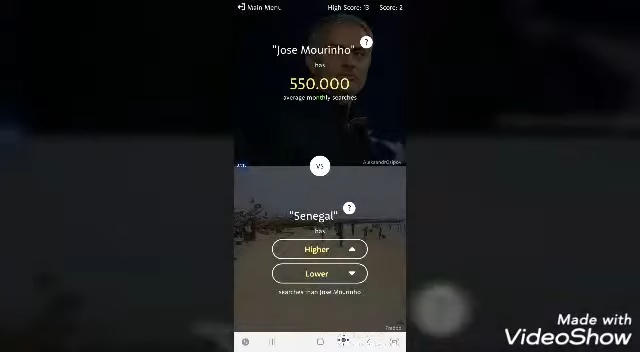 Main Menu
High Score: 13 Score: 2
?
"Jose Mourinho"
has
550.000
average monthly searches
VS
?
"Senegal"
has
Higher
Lower
searches than Jose Mourinho
Made with
VideoShow